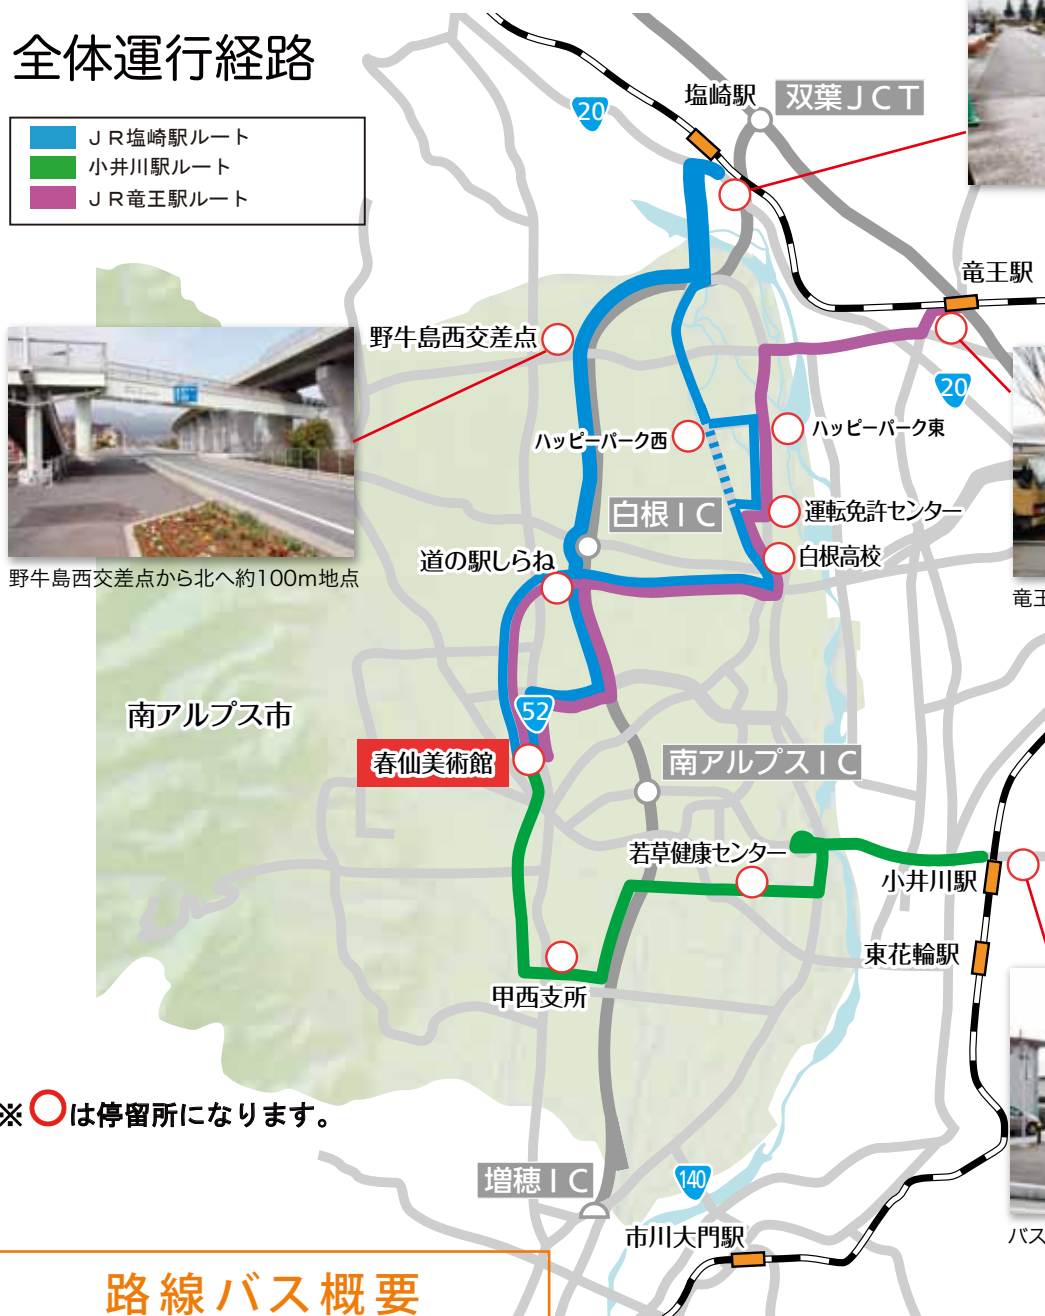 全体運行経路
JR塩崎駅ルート
小井川駅ルート
JR竜王駅ルート
20
塩崎駅
双葉JCT
竜王駅
野牛島西交差点
20
ハッピーパーク西
ハッピーパーク東
白根IC
運転免許センター
野牛島西交差点から北へ約100m地点
道の駅しらね
白根高校
竜王
南アルプス市
52
春仙美術館
南アルプスIC
若草健康センター
小井川駅
東花輪駅
甲西支所
※○は停留所になります。
増穂IC
140
市川大門駅
バス
路線バス概要